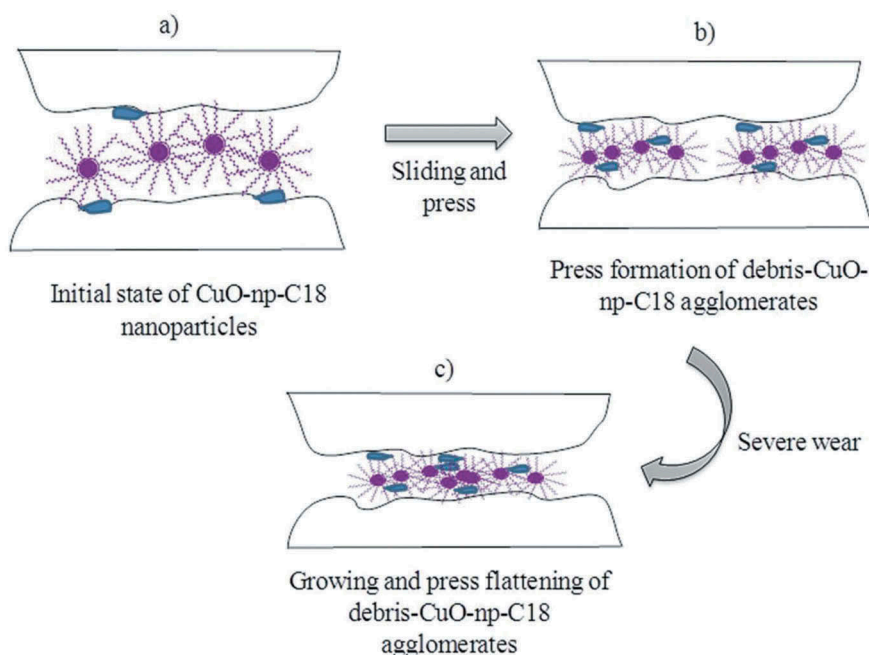 a)
Initial state of CuO-np-C18
nanoparticles
Sliding and
press
b)
Press formation of debris-CuO-
np-C18 agglomerates
Severe wear
c)
Growing and press flattening of
debris-CuO-np-C18
agglomerates